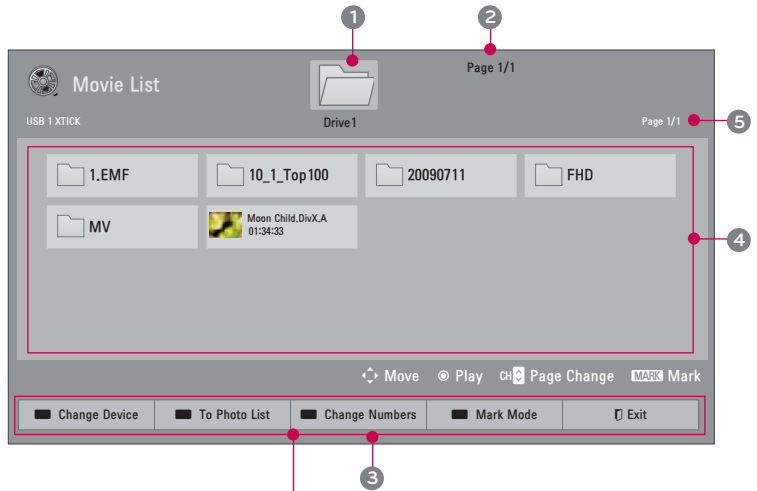 1
2
Page 1/1
Movie List
USB 1 XTICK
Drive1
Page 1/1
5
1.EMF
10_1_Top100
20090711
FHD
MV
Moon Child,DivX,A
01:34:33
4
Move
Play
CH Page Change
MARK Mark
Change Device
To Photo List
Change Numbers
Mark Mode
Exit
3